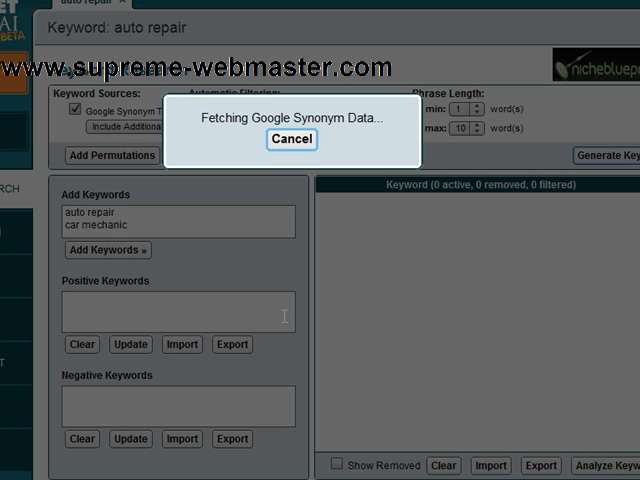 auto repair
AI
BETA
Keyword: auto repair
www.supreme-webmaster.com
nicheblueprin
Keyword Sources:
Automatic Filtering:
Phrase Length:
Google Synonym T
min: 1 word(s)
Include Additiona
max: 10 word(s)
Fetching Google Synonym Data...
Cancel
Add Permutations
Generate Key
RCH
Add Keywords
Keyword (0 active, 0 removed, 0 filtered)
auto repair
car mechanic
Add Keywords »
Positive Keywords
Clear Update Import Export
T
Negative Keywords
Clear Update Import Export
Show Removed Clear Import Export Analyze Keyw